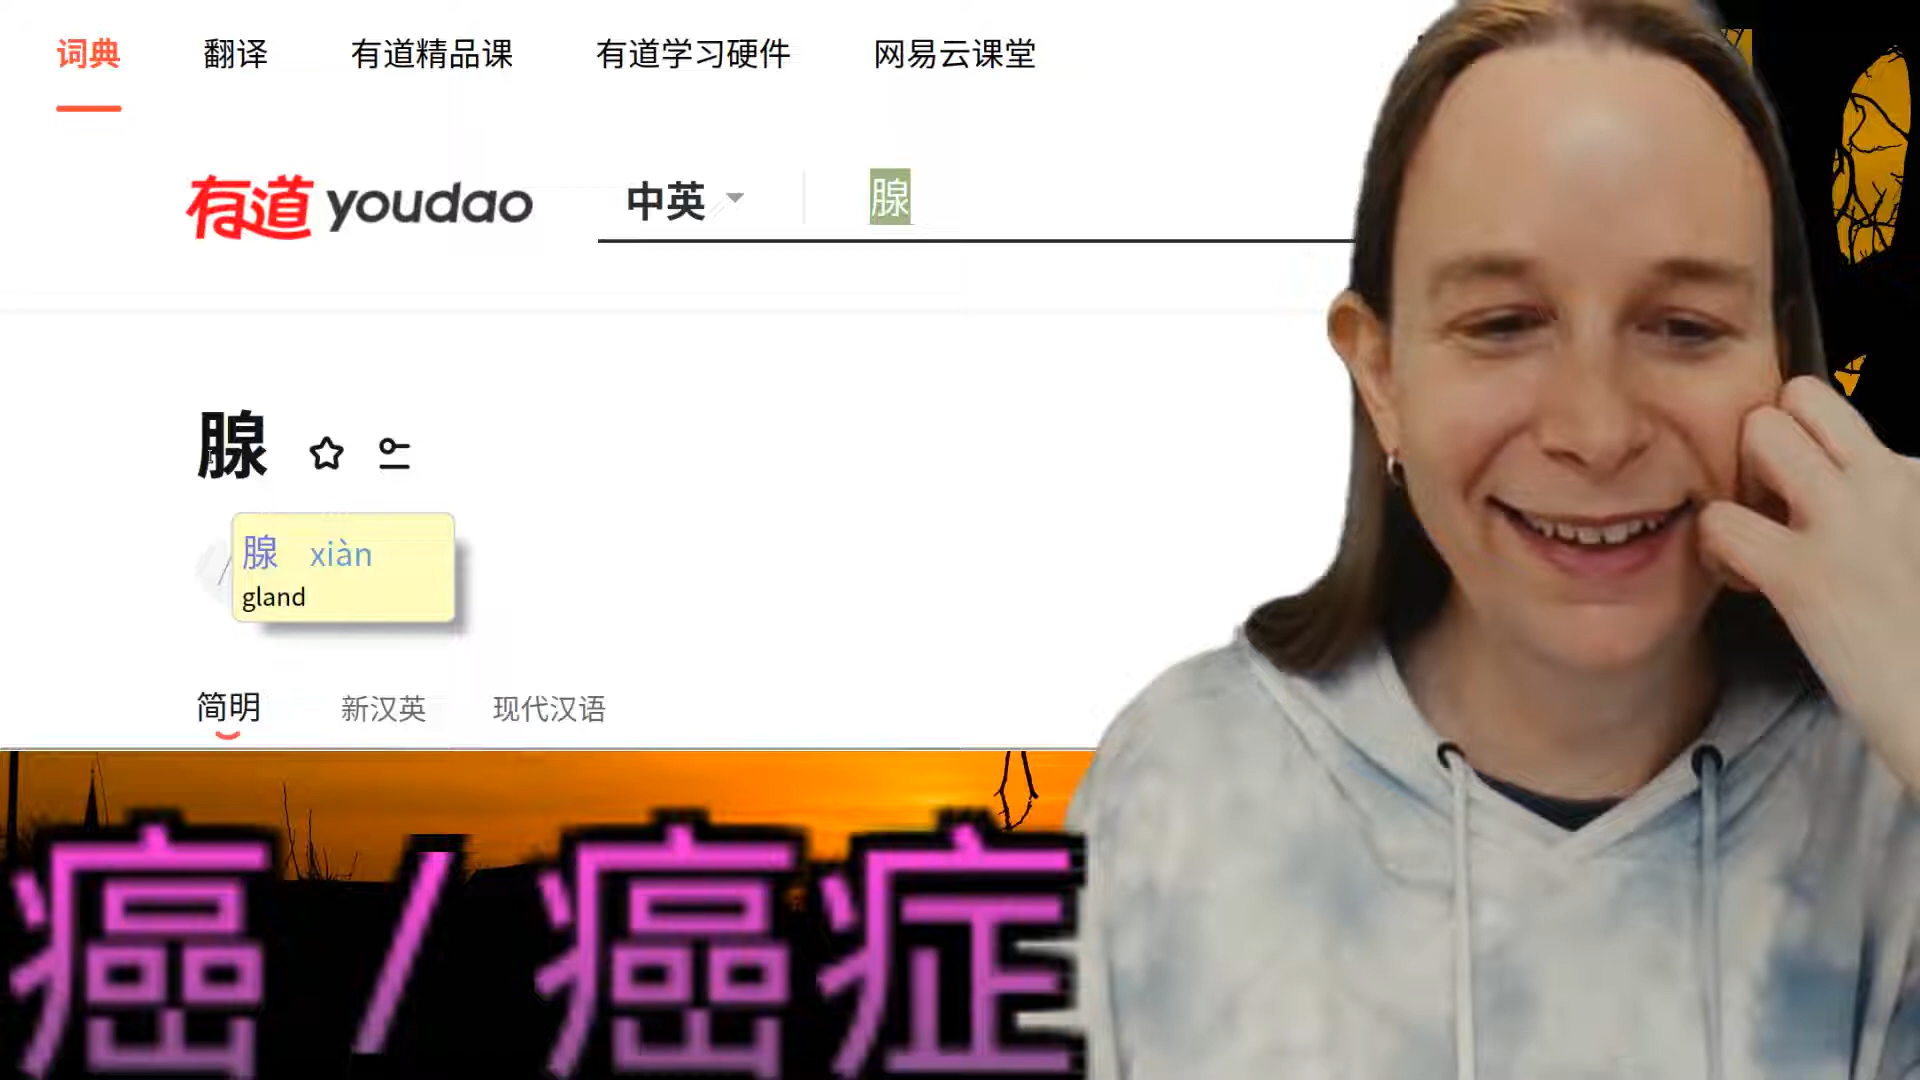 词典 翻译 有道精品课 有道学习硬件 网易云课堂
有道 youdao 中英 腺
腺
腺 xiàn
gland
简明 新汉英 现代汉语
癌 / 癌症